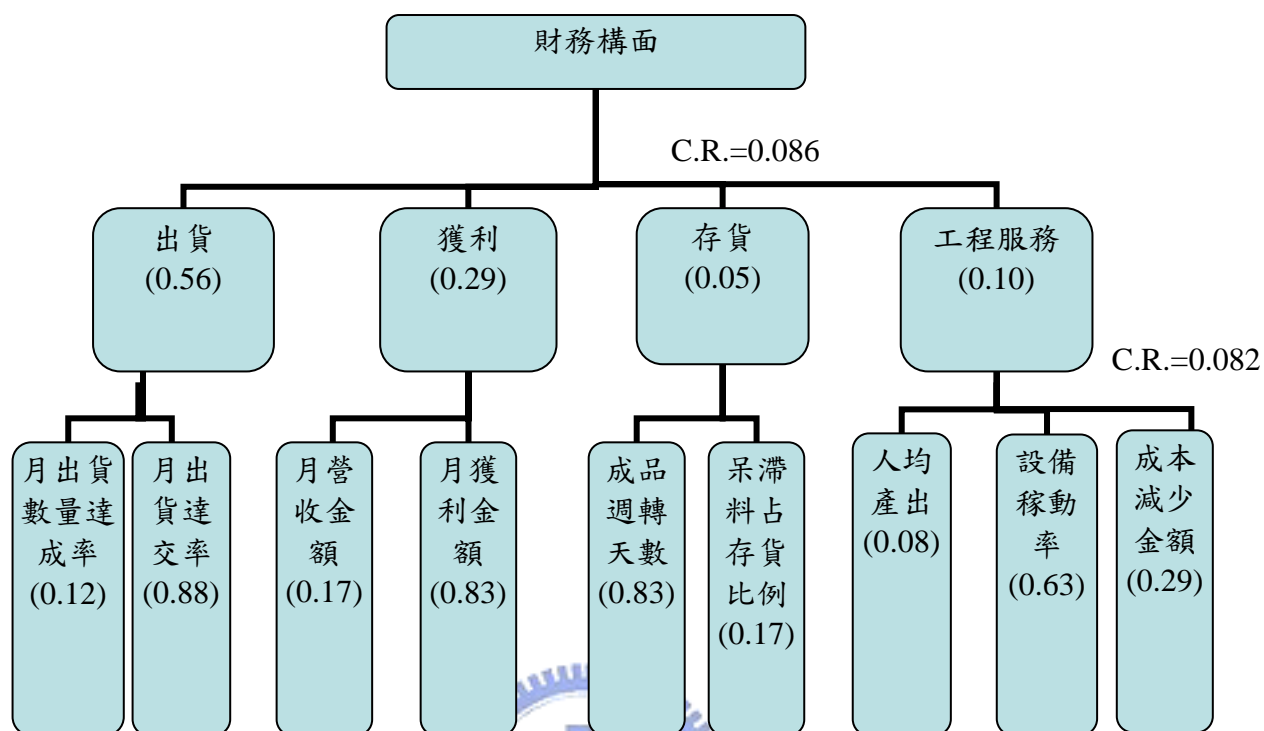 財務構面
C.R.=0.086
出貨
(0.56)
獲利
(0.29)
存貨
(0.05)
工程服務
(0.10)
C.R.=0.082
月出貨
數量達
成率
(0.12)
月出
貨達
交率
(0.88)
月營
收金
額
(0.17)
月獲
利金
額
(0.83)
成品
週轉
天數
(0.83)
呆滯
料占
存貨
比例
(0.17)
人均
產出
(0.08)
設備
稼動
率
(0.63)
成本
減少
金額
(0.29)